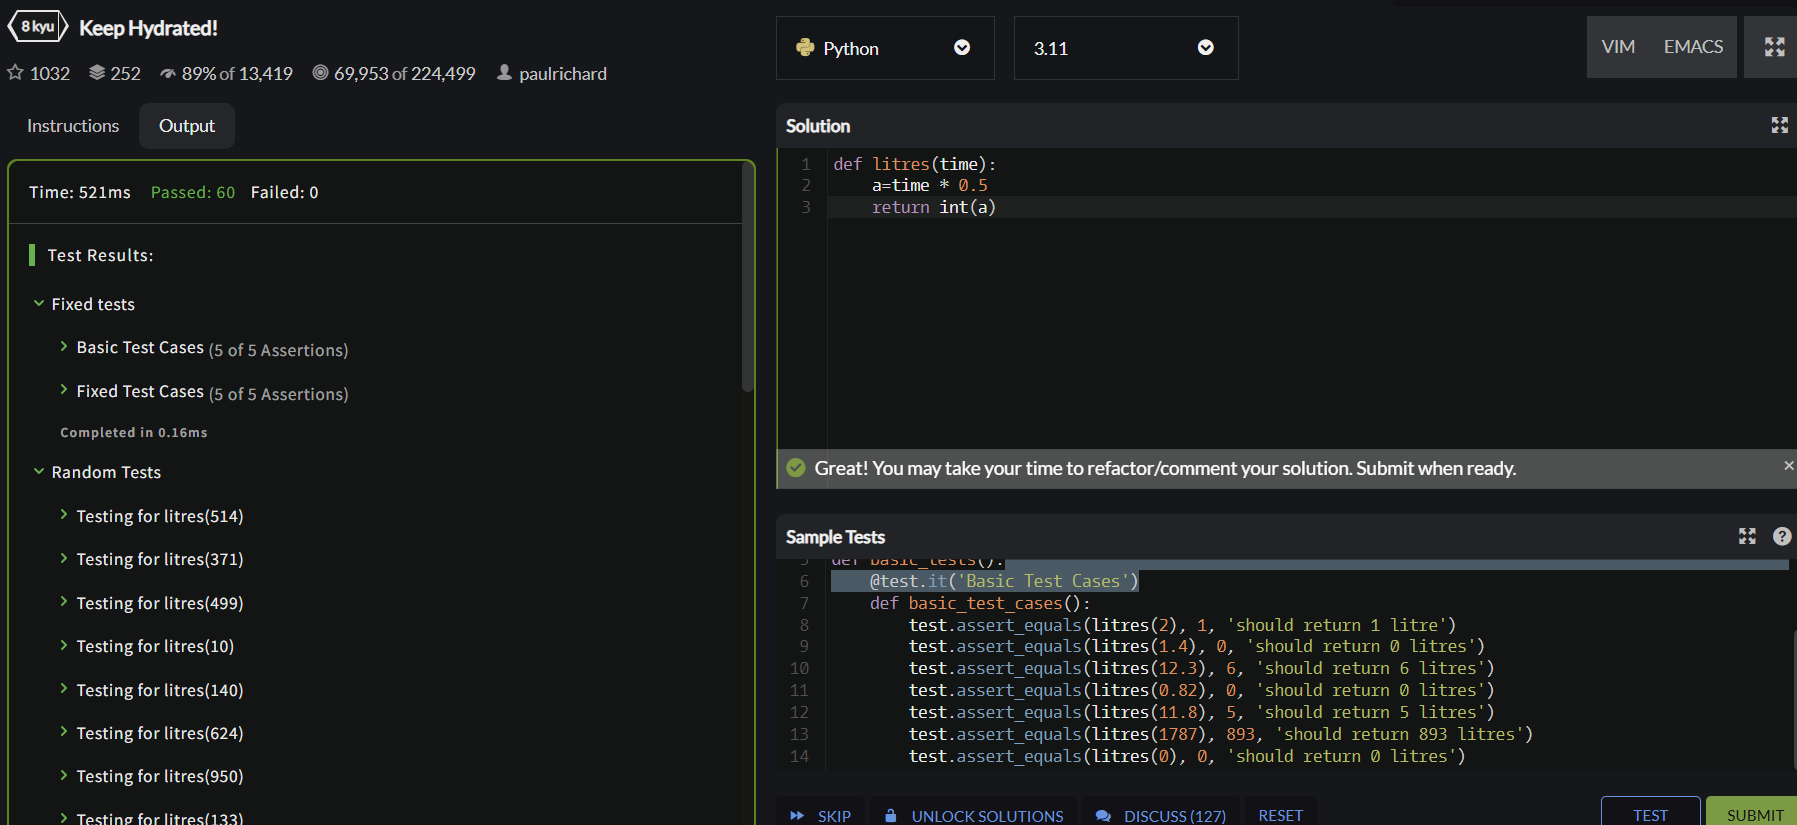 8 kyu Keep Hydrated!
1032 252 89% of 13,419 69,953 of 224,499 paulrichard
Instructions Output
Time: 521ms Passed: 60 Failed: 0
Test Results:
Fixed tests
Basic Test Cases (5 of 5 Assertions)
Fixed Test Cases (5 of 5 Assertions)
Completed in 0.16ms
Random Tests
Testing for litres(514)
Testing for litres(371)
Testing for litres(499)
Testing for litres(10)
Testing for litres(140)
Testing for litres(624)
Testing for litres(950)
Testing for litres(133)
Python 3.11 VIM EMACS
Solution
1 def litres(time):
2 a=time * 0.5
3 return int(a)
Great! You may take your time to refactor/comment your solution. Submit when ready.
Sample Tests
5 def basic_tests():
6 @test.it('Basic Test Cases')
7 def basic_test_cases():
8 test.assert_equals(litres(2), 1, 'should return 1 litre')
9 test.assert_equals(litres(1.4), 0, 'should return 0 litres')
10 test.assert_equals(litres(12.3), 6, 'should return 6 litres')
11 test.assert_equals(litres(0.82), 0, 'should return 0 litres')
12 test.assert_equals(litres(11.8), 5, 'should return 5 litres')
13 test.assert_equals(litres(1787), 893, 'should return 893 litres')
14 test.assert_equals(litres(0), 0, 'should return 0 litres')
SKIP UNLOCK SOLUTIONS DISCUSS (127) RESET TEST SUBMIT